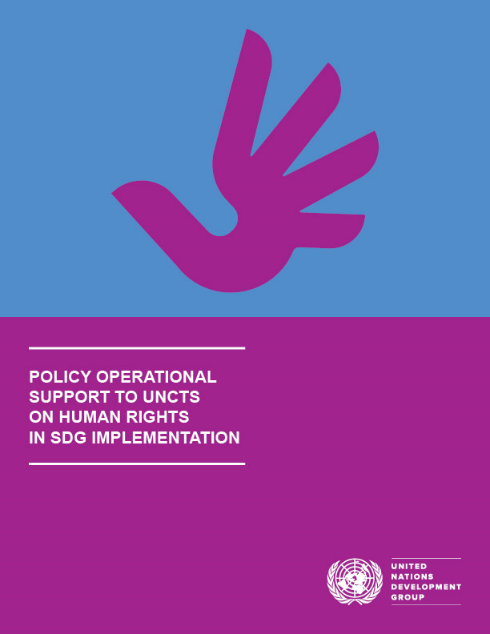 POLICY OPERATIONAL
SUPPORT TO UNCTS
ON HUMAN RIGHTS
IN SDG IMPLEMENTATION
UNITED
NATIONS
DEVELOPMENT
GROUP